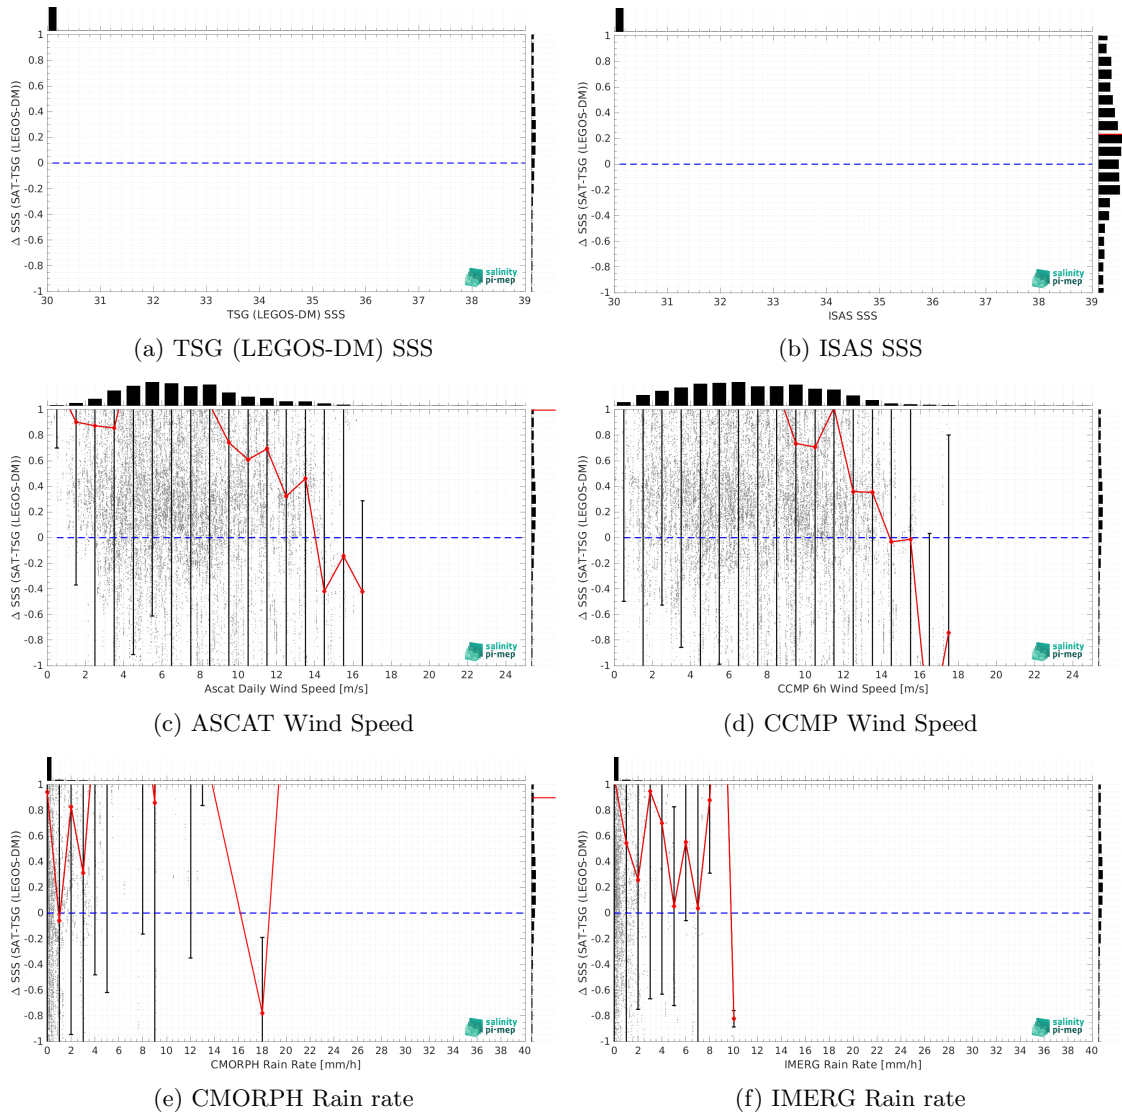 1
0.8
0.6
0.4
0.2
0
-0.2
-0.4
-0.6
-0.8
-1
Δ SSS (SAT-TSG (LEGOS-DM))
30 31 32 33 34 35 36 37 38 39
TSG (LEGOS-DM) SSS
salinity
pi-mep
(a) TSG (LEGOS-DM) SSS
1
0.8
0.6
0.4
0.2
0
-0.2
-0.4
-0.6
-0.8
-1
Δ SSS (SAT-TSG (LEGOS-DM))
30 31 32 33 34 35 36 37 38 39
ISAS SSS
salinity
pi-mep
(b) ISAS SSS
1
0.8
0.6
0.4
0.2
0
-0.2
-0.4
-0.6
-0.8
-1
Δ SSS (SAT-TSG (LEGOS-DM))
0 2 4 6 8 10 12 14 16 18 20 22 24
Ascat Daily Wind Speed [m/s]
salinity
pi-mep
(c) ASCAT Wind Speed
1
0.8
0.6
0.4
0.2
0
-0.2
-0.4
-0.6
-0.8
-1
Δ SSS (SAT-TSG (LEGOS-DM))
0 2 4 6 8 10 12 14 16 18 20 22 24
CCMP 6h Wind Speed [m/s]
salinity
pi-mep
(d) CCMP Wind Speed
1
0.8
0.6
0.4
0.2
0
-0.2
-0.4
-0.6
-0.8
-1
Δ SSS (SAT-TSG (LEGOS-DM))
0 2 4 6 8 10 12 14 16 18 20 22 24 26 28 30 32 34 36 38 40
CMORPH Rain Rate [mm/h]
salinity
pi-mep
(e) CMORPH Rain rate
1
0.8
0.6
0.4
0.2
0
-0.2
-0.4
-0.6
-0.8
-1
Δ SSS (SAT-TSG (LEGOS-DM))
0 2 4 6 8 10 12 14 16 18 20 22 24 26 28 30 32 34 36 38 40
IMERG Rain Rate [mm/h]
salinity
pi-mep
(f) IMERG Rain rate